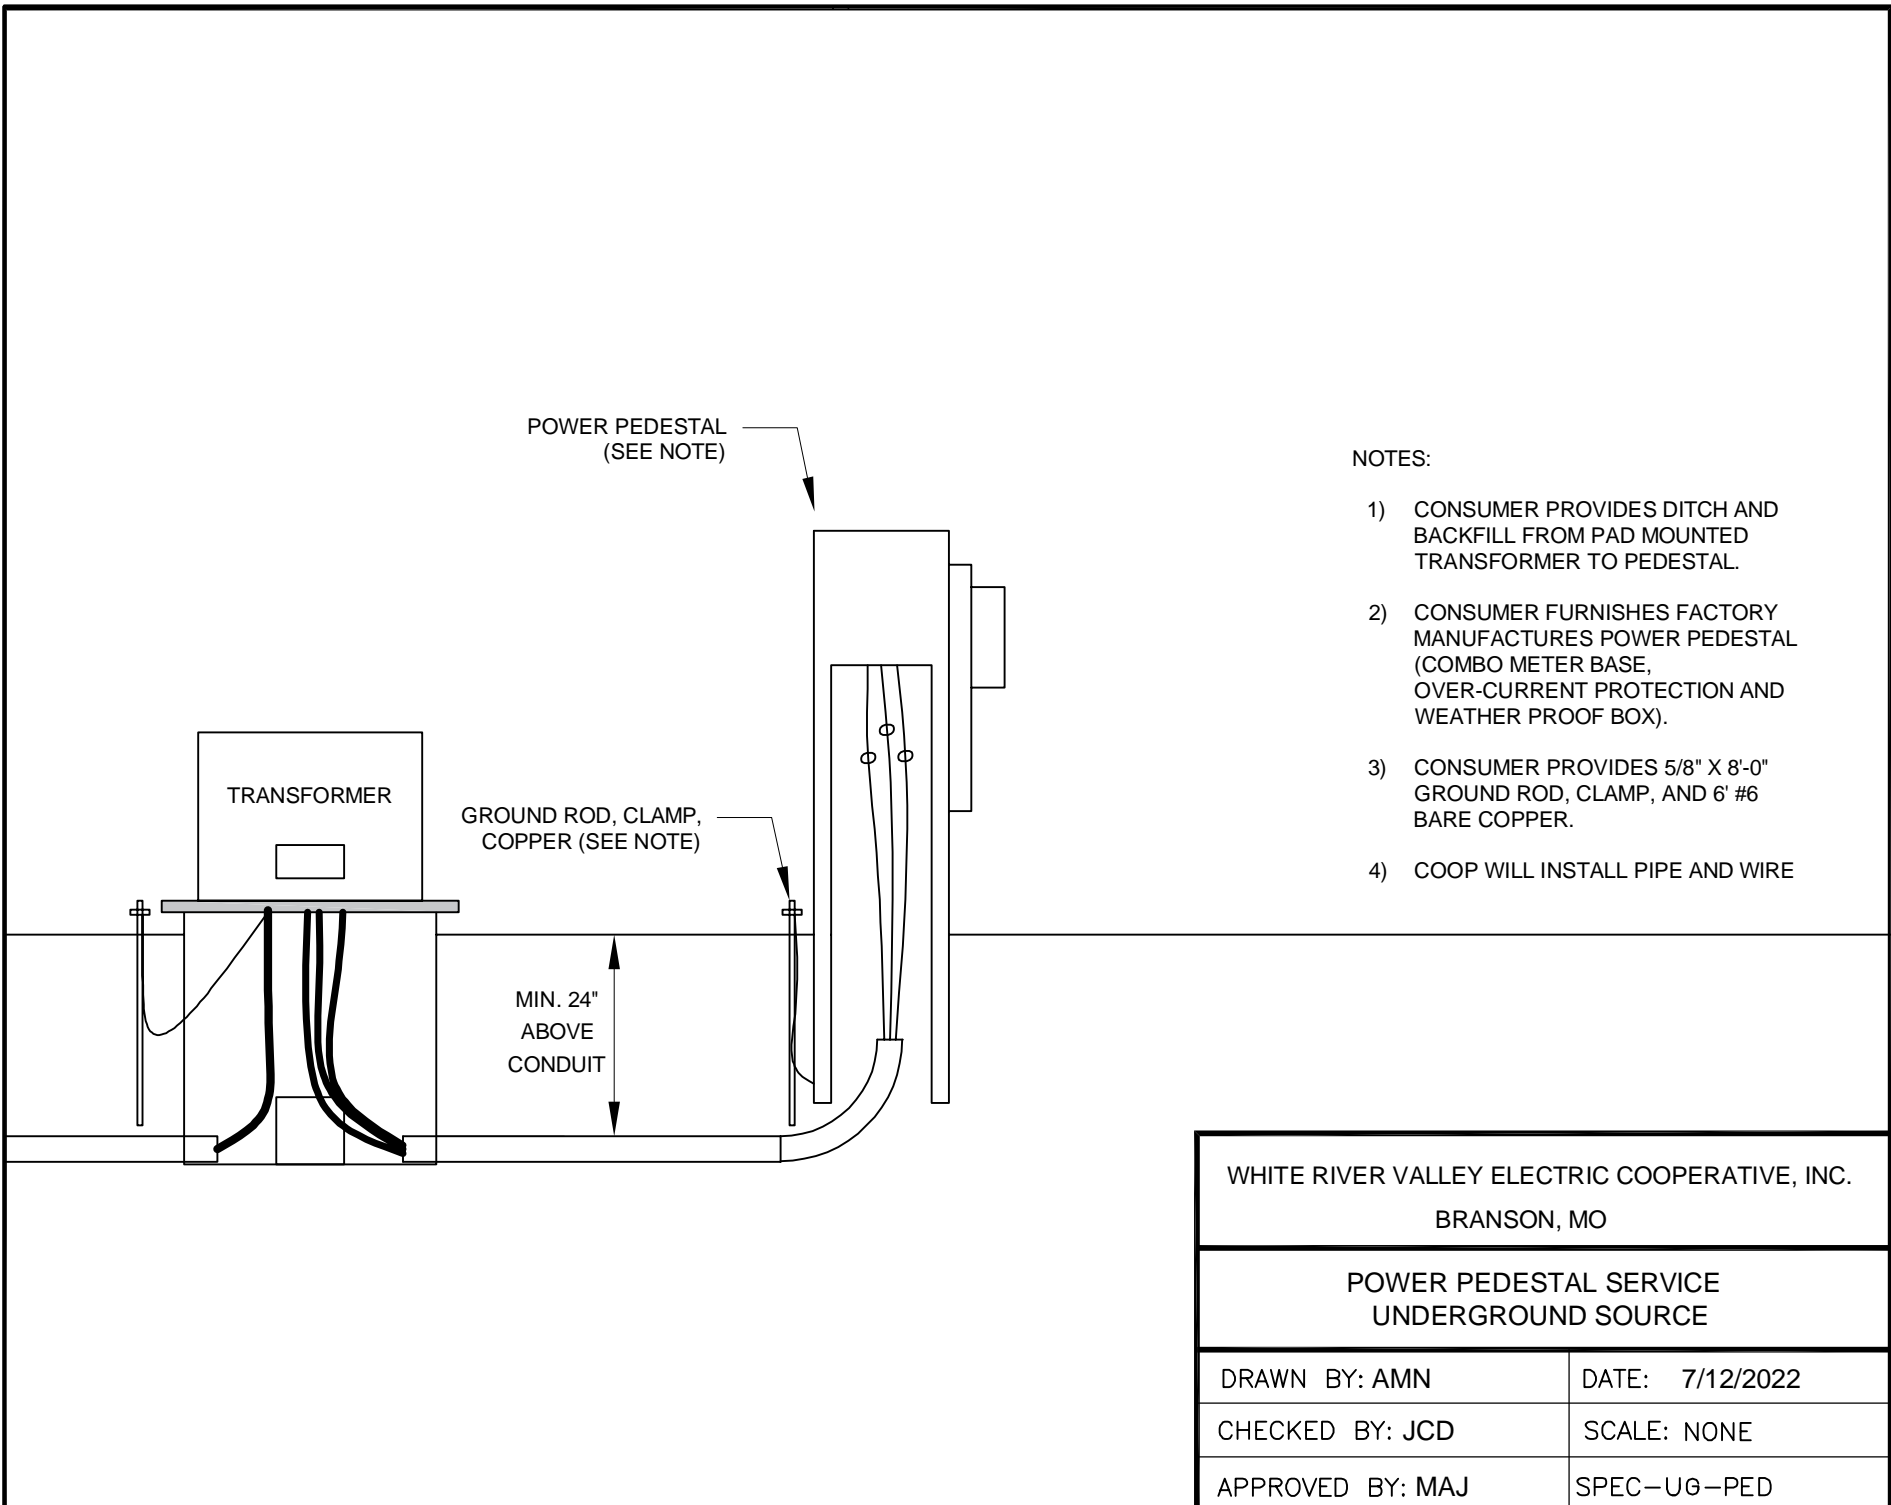 POWER PEDESTAL
(SEE NOTE)
NOTES:
1) CONSUMER PROVIDES DITCH AND
BACKFILL FROM PAD MOUNTED
TRANSFORMER TO PEDESTAL.
2) CONSUMER FURNISHES FACTORY
MANUFACTURES POWER PEDESTAL
(COMBO METER BASE,
OVER-CURRENT PROTECTION AND
WEATHER PROOF BOX).
3) CONSUMER PROVIDES 5/8" X 8'-0"
GROUND ROD, CLAMP, AND 6' #6
BARE COPPER.
4) COOP WILL INSTALL PIPE AND WIRE
TRANSFORMER
GROUND ROD, CLAMP,
COPPER (SEE NOTE)
MIN. 24"
ABOVE
CONDUIT
WHITE RIVER VALLEY ELECTRIC COOPERATIVE, INC.
BRANSON, MO
POWER PEDESTAL SERVICE
UNDERGROUND SOURCE
DRAWN BY: AMN
DATE: 7/12/2022
CHECKED BY: JCD
SCALE: NONE
APPROVED BY: MAJ
SPEC-UG-PED